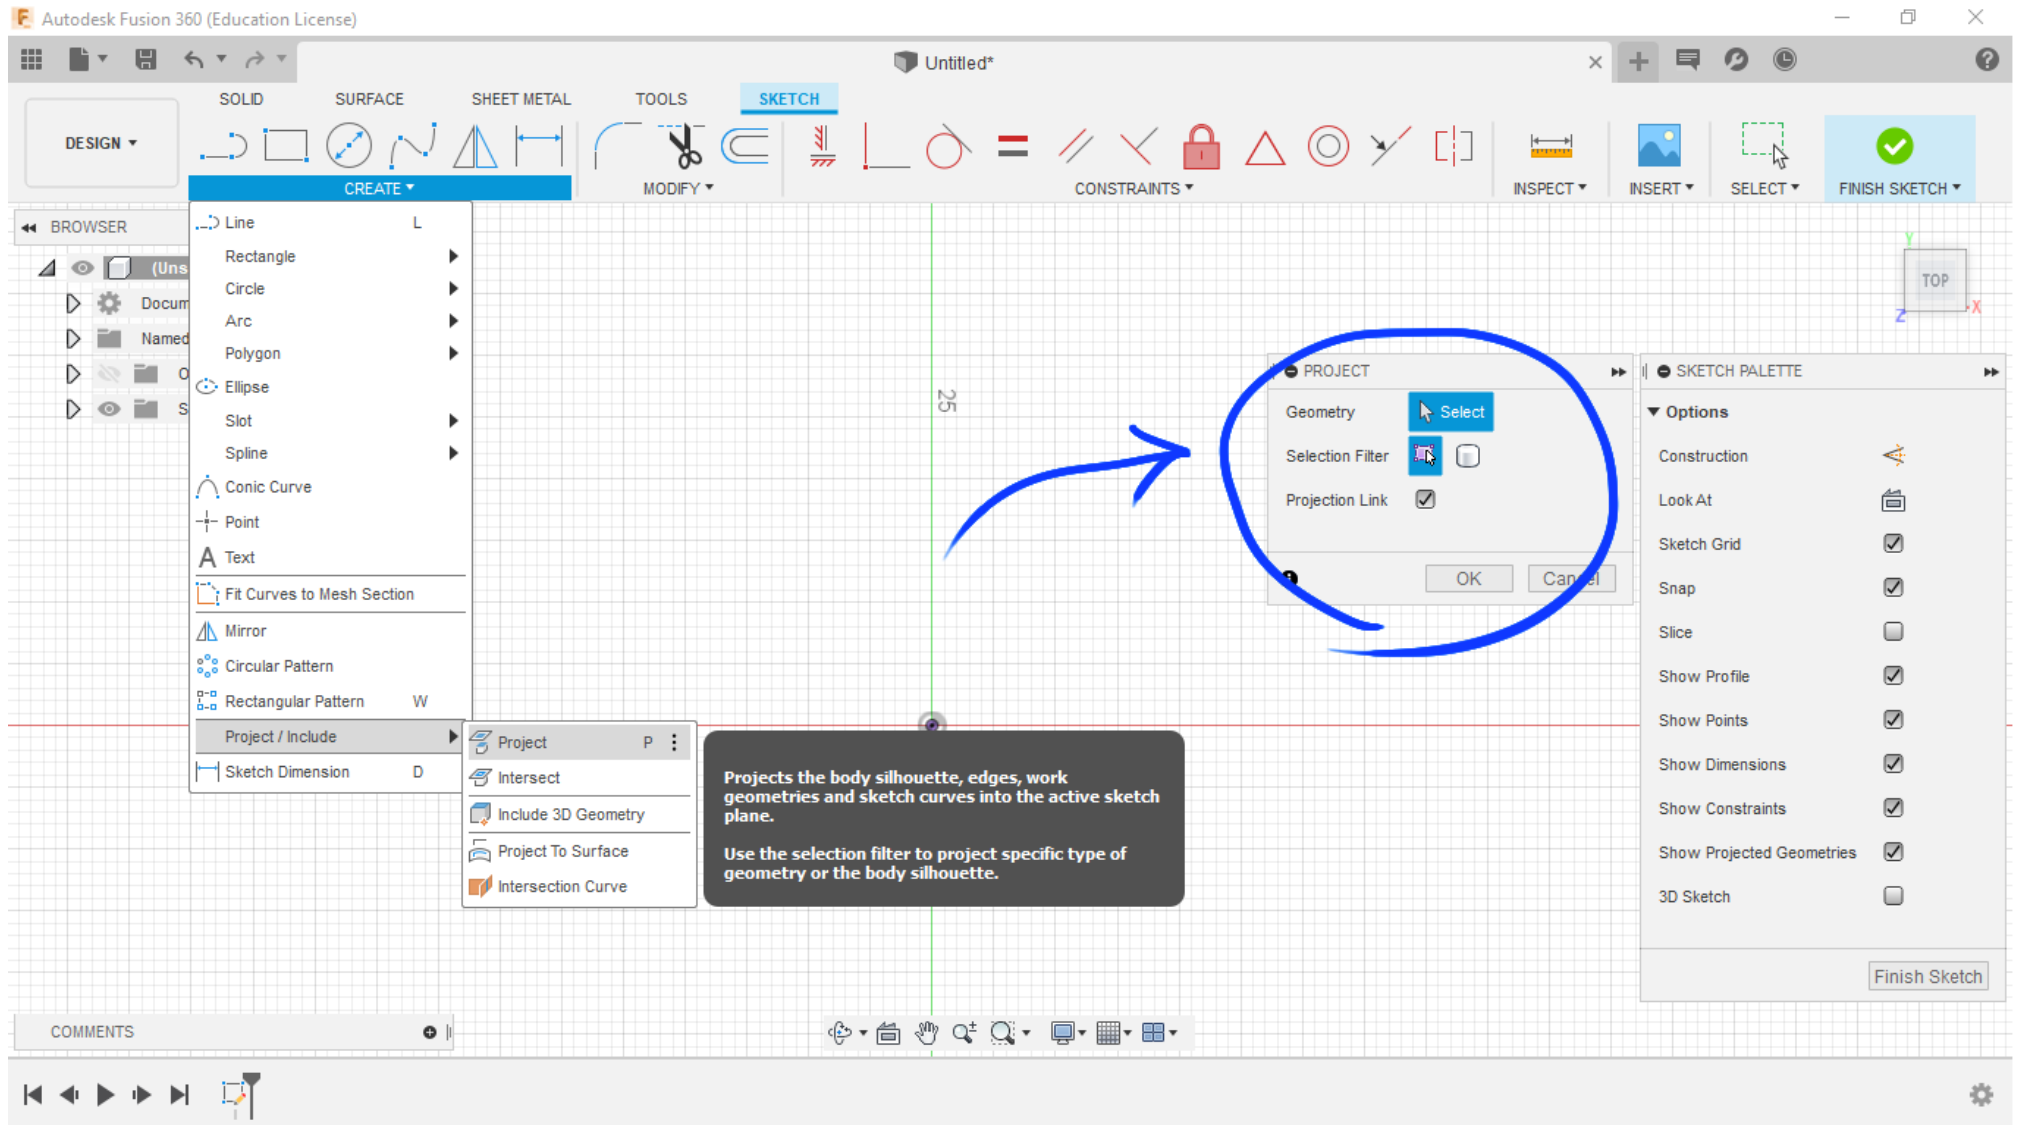 Autodesk Fusion 360 (Education License)
Untitled*
SOLID SURFACE SHEET METAL TOOLS SKETCH
DESIGN
CREATE MODIFY CONSTRAINTS INSPECT INSERT SELECT FINISH SKETCH
BROWSER
(Uns
Docum
Named
O
S
Line L
Rectangle
Circle
Arc
Polygon
Ellipse
Slot
Spline
Conic Curve
Point
Text
Fit Curves to Mesh Section
Mirror
Circular Pattern
Rectangular Pattern W
Project / Include
Sketch Dimension D
Project P
Intersect
Include 3D Geometry
Project To Surface
Intersection Curve
Projects the body silhouette, edges, work
geometries and sketch curves into the active sketch
plane.
Use the selection filter to project specific type of
geometry or the body silhouette.
25
Y
TOP
X
Z
PROJECT
Geometry Select
Selection Filter
Projection Link
OK Cancel
SKETCH PALETTE
Options
Construction
Look At
Sketch Grid
Snap
Slice
Show Profile
Show Points
Show Dimensions
Show Constraints
Show Projected Geometries
3D Sketch
Finish Sketch
COMMENTS